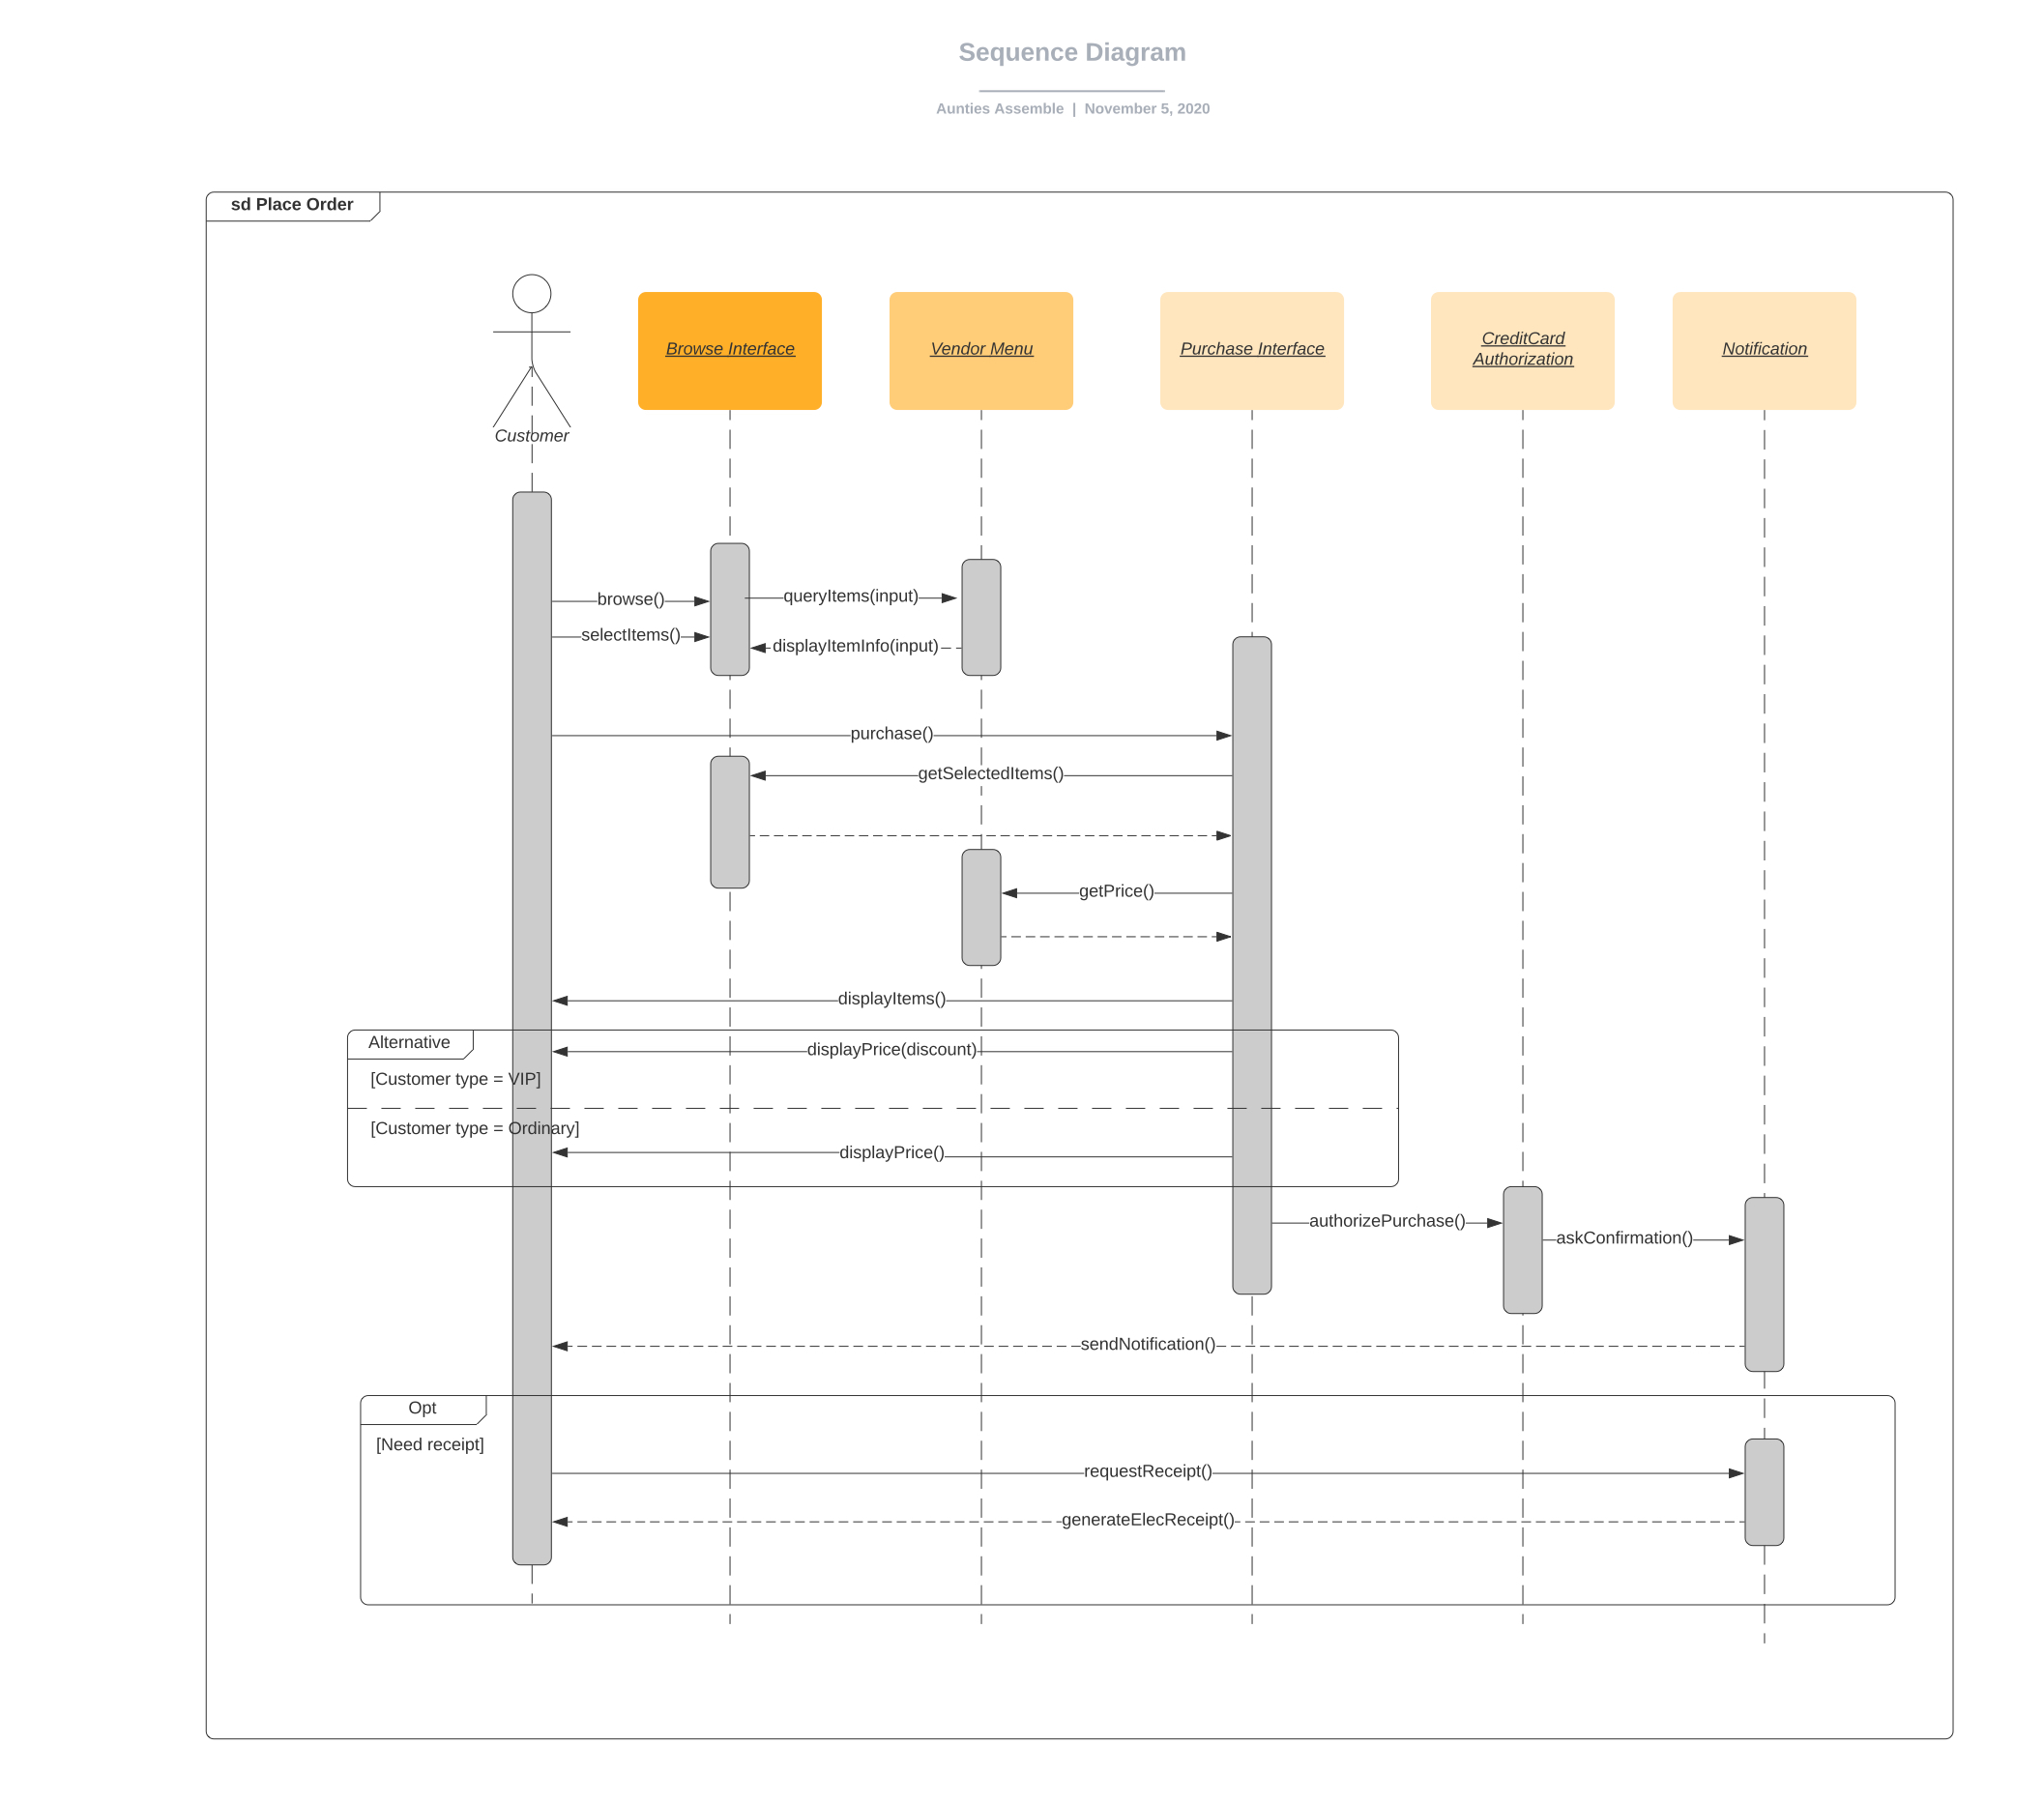 Sequence Diagram
Aunties Assemble | November 5, 2020
sd Place Order
Customer
Browse Interface
Vendor Menu
Purchase Interface
CreditCard
Authorization
Notification
browse()
queryItems(input)
selectItems()
displayItemInfo(input)
purchase()
getSelectedItems()
getPrice()
displayItems()
Alternative
displayPrice(discount)
[Customer type = VIP]
[Customer type = Ordinary]
displayPrice()
authorizePurchase()
askConfirmation()
sendNotification()
Opt
[Need receipt]
requestReceipt()
generateElecReceipt()